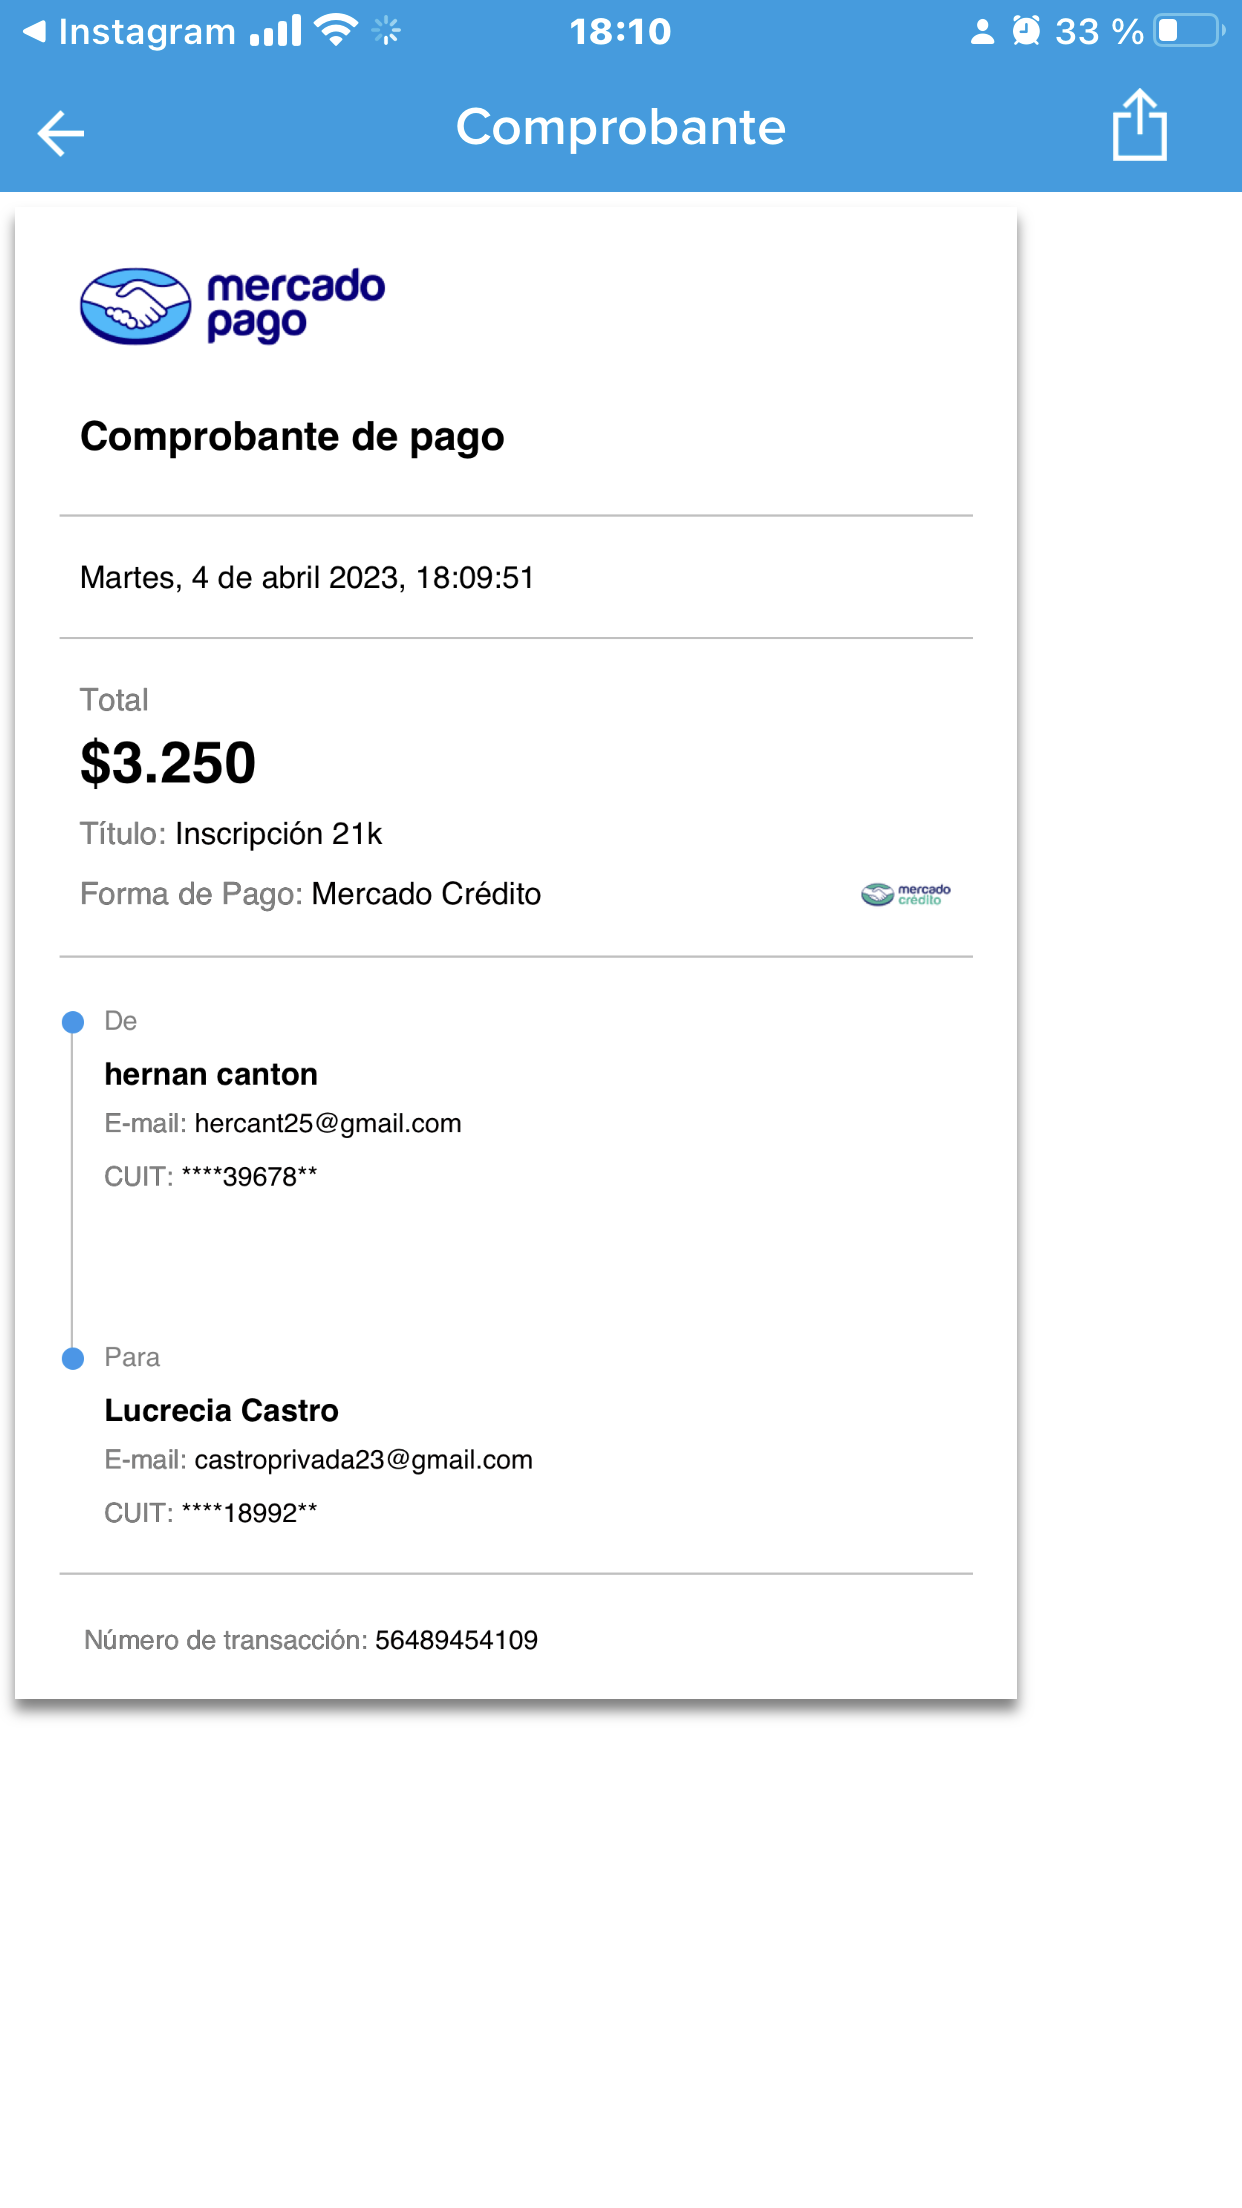 Instagram 18:10 33 %
Comprobante
mercado
pago
Comprobante de pago
Martes, 4 de abril 2023, 18:09:51
Total
$3.250
Título: Inscripción 21k
Forma de Pago: Mercado Crédito
mercado
crédito
De
hernan canton
E-mail: hercant25@gmail.com
CUIT: ****39678**
Para
Lucrecia Castro
E-mail: castroprivada23@gmail.com
CUIT: ****18992**
Número de transacción: 56489454109